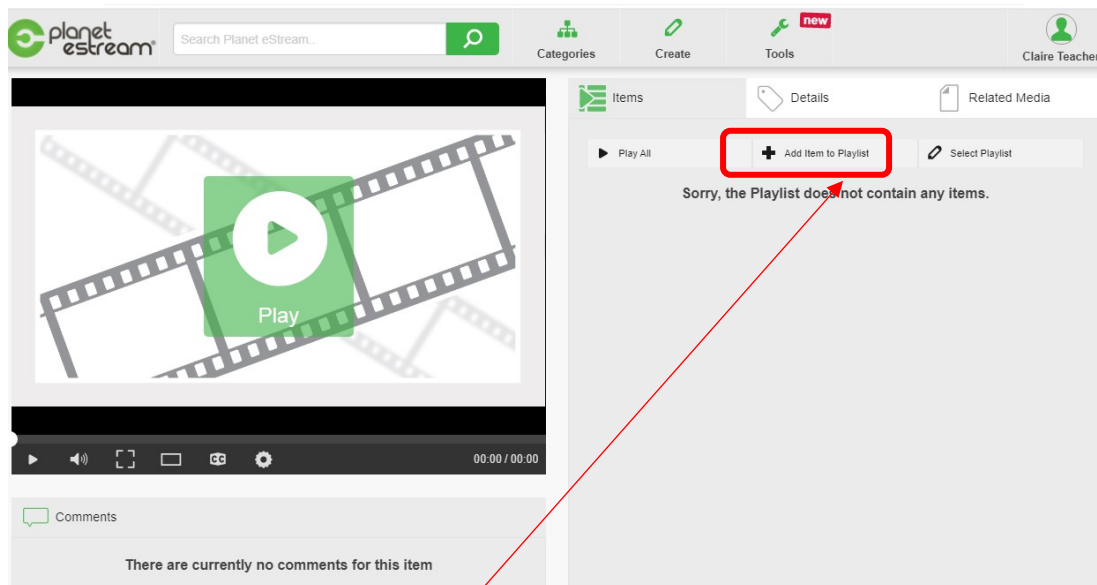 planet estream
Search Planet eStream..
Categories
Create
Tools
new
Claire Teacher
Items
Details
Related Media
Play All
Add Item to Playlist
Select Playlist
Sorry, the Playlist does not contain any items.
Play
CC
00:00 / 00:00
Comments
There are currently no comments for this item